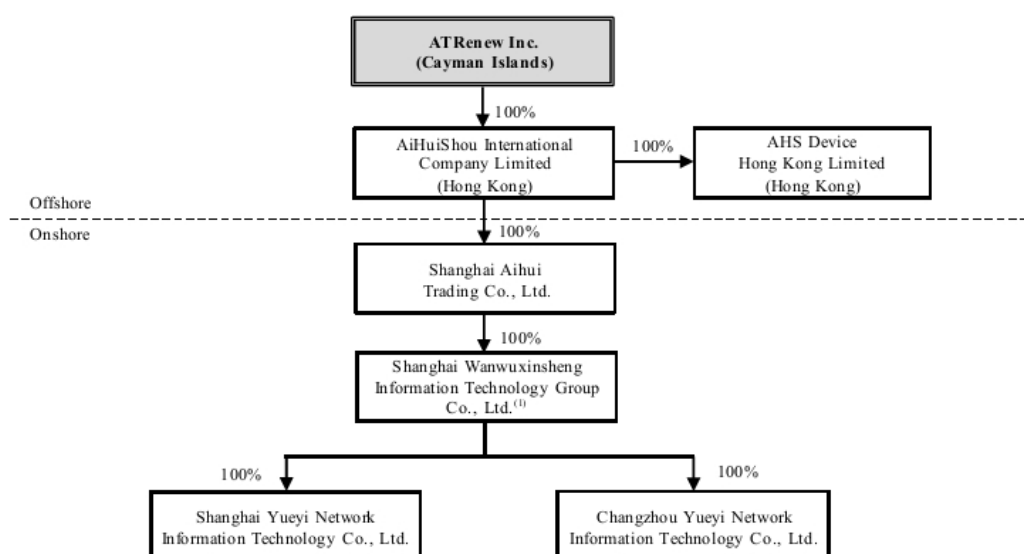 ATRenew Inc.
(Cayman Islands)
100%
AiHuiShou International
Company Limited
(Hong Kong)
100%
AHS Device
Hong Kong Limited
(Hong Kong)
Offshore
Onshore
100%
Shanghai Aihui
Trading Co., Ltd.
100%
Shanghai Wanwuxinsheng
Information Technology Group
Co., Ltd.(1)
100%
100%
Shanghai Yueyi Network
Information Technology Co., Ltd.
Changzhou Yueyi Network
Information Technology Co., Ltd.